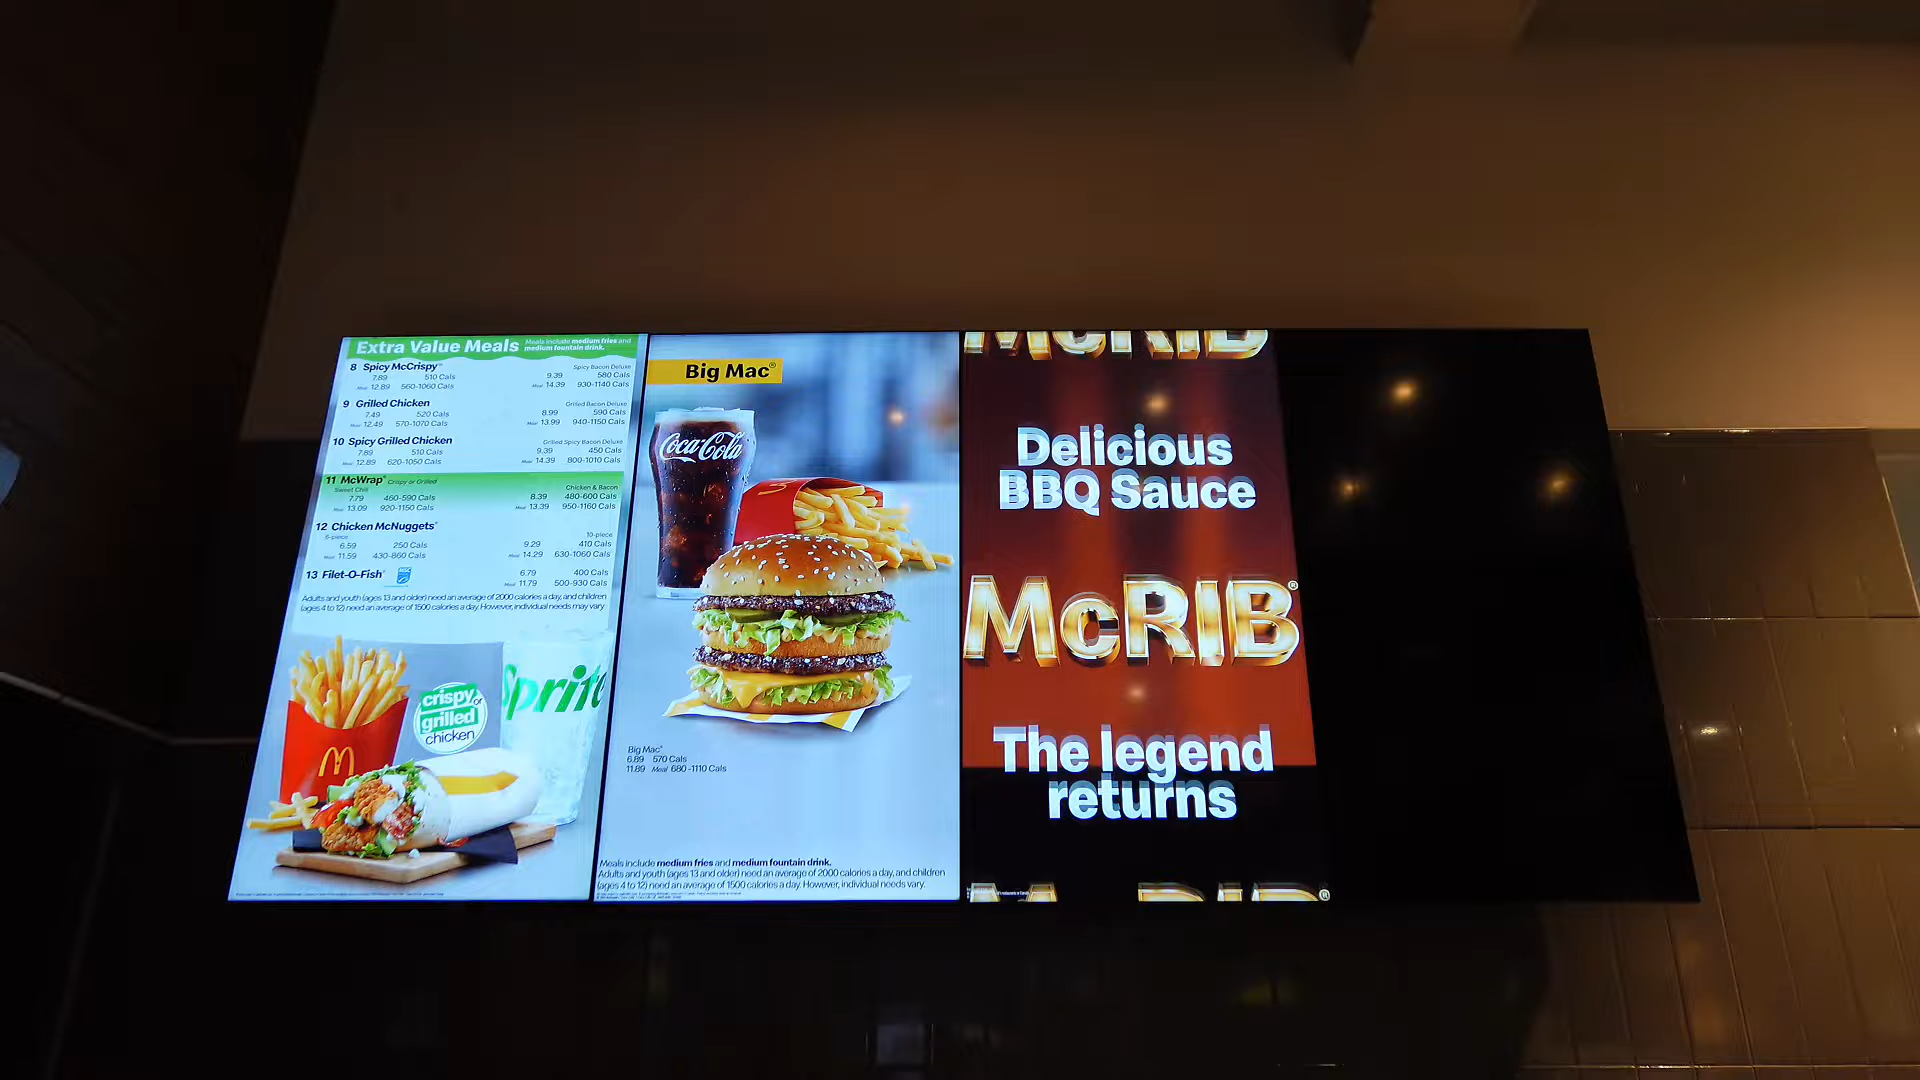 Extra Value Meals
Meals include medium fries and
medium fountain drink.
8 Spicy McCrispy™
7.89 510 Cals
Meal 12.89 560-1060 Cals
Spicy Bacon Deluxe
9.39 580 Cals
Meal 14.39 930-1140 Cals
9 Grilled Chicken
7.49 520 Cals
Meal 12.49 570-1070 Cals
Grilled Bacon Deluxe
8.99 590 Cals
Meal 13.99 940-1150 Cals
10 Spicy Grilled Chicken
7.89 510 Cals
Meal 12.89 620-1050 Cals
Grilled Spicy Bacon Deluxe
9.39 450 Cals
Meal 14.39 800-1010 Cals
11 McWrap® Crispy or Grilled
Sweet Chili
7.79 460-590 Cals
Meal 13.09 920-1150 Cals
Chicken & Bacon
8.39 480-600 Cals
Meal 13.39 950-1160 Cals
12 Chicken McNuggets®
6-piece
6.59 250 Cals
Meal 11.59 430-860 Cals
10-piece
9.29 410 Cals
Meal 14.29 630-1060 Cals
13 Filet-O-Fish®
6.79 400 Cals
Meal 11.79 500-930 Cals
Adults and youth (ages 13 and older) need an average of 2000 calories a day, and children
(ages 4 to 12) need an average of 1500 calories a day. However, individual needs may vary
crispy or
grilled
chicken
Sprite
Big Mac®
Coca-Cola
Big Mac®
6.89 570 Cals
11.89 Meal 680-1110 Cals
Meals include medium fries and medium fountain drink.
Adults and youth (ages 13 and older) need an average of 2000 calories a day, and children
(ages 4 to 12) need an average of 1500 calories a day. However, individual needs vary.
McRIB
Delicious
BBQ Sauce
McRIB®
The legend
returns
McRIB®